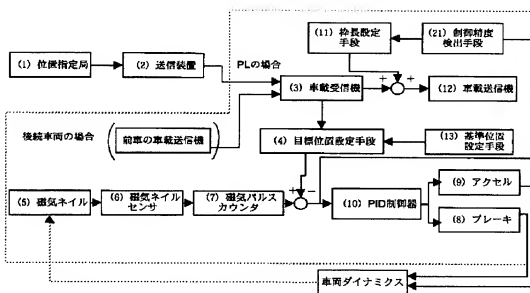 (11) 枠長設定
手段
(21) 制御精度
検出手段
(1) 位置指定局
(2) 送信装置
PLの場合
(3) 車載受信機
+
+
(12) 車載送信機
後続車両の場合
前車の車載送信機
(4) 目標位置設定手段
(13) 基準位置
設定手段
(5) 磁気ネイル
(6) 磁気ネイル
センサ
(7) 磁気パルス
カウンタ
+
-
(10) PID制御器
(9) アクセル
(8) ブレーキ
車両ダイナミクス